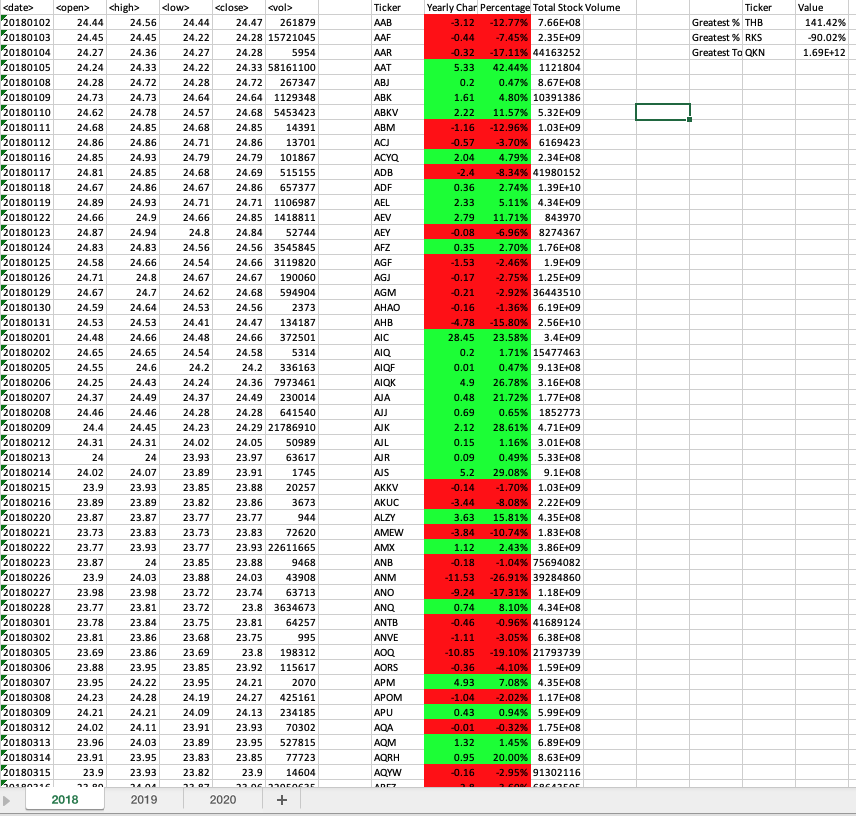 <date> <open> <high> <low> <close> <vol> Ticker Yearly Char Percentage Total Stock Volume Ticker Value
20180102 24.44 24.56 24.44 24.47 261879 AAB -3.12 -12.77% 7.66E+08 Greatest % THB 141.42%
20180103 24.45 24.45 24.22 24.28 15721045 AAF -0.44 -7.45% 2.35E+09 Greatest % RKS -90.02%
20180104 24.27 24.36 24.27 24.28 5954 AAR -0.32 -17.11% 44163252 Greatest To QKN 1.69E+12
20180105 24.24 24.33 24.22 24.33 58161100 AAT 5.33 42.44% 1121804
20180108 24.28 24.72 24.28 24.72 267347 ABJ 0.2 0.47% 8.67E+08
20180109 24.73 24.73 24.64 24.64 1129348 ABK 1.61 4.80% 10391386
20180110 24.62 24.78 24.57 24.68 5453423 ABKV 2.22 11.57% 5.32E+09
20180111 24.68 24.85 24.68 24.85 14391 ABM -1.16 -12.96% 1.03E+09
20180112 24.86 24.86 24.71 24.86 13701 ACJ -0.57 -3.70% 6169423
20180116 24.85 24.93 24.79 24.79 101867 ACYQ 2.04 4.79% 2.34E+08
20180117 24.81 24.85 24.68 24.69 515155 ADB -2.4 -8.34% 41980152
20180118 24.67 24.86 24.67 24.86 657377 ADF 0.36 2.74% 1.39E+10
20180119 24.89 24.93 24.71 24.71 1106987 AEL 2.33 5.11% 4.34E+09
20180122 24.66 24.9 24.66 24.85 1418811 AEV 2.79 11.71% 843970
20180123 24.87 24.94 24.8 24.84 52744 AEY -0.08 -6.96% 8274367
20180124 24.83 24.83 24.56 24.56 3545845 AFZ 0.35 2.70% 1.76E+08
20180125 24.58 24.66 24.54 24.66 3119820 AGF -1.53 -2.46% 1.9E+09
20180126 24.71 24.8 24.67 24.67 190060 AGJ -0.17 -2.75% 1.25E+09
20180129 24.67 24.7 24.62 24.68 594904 AGM -0.21 -2.92% 36443510
20180130 24.59 24.64 24.53 24.56 2373 AHAO -0.16 -1.36% 6.19E+09
20180131 24.53 24.53 24.41 24.47 134187 AHB -4.78 -15.80% 2.56E+10
20180201 24.48 24.66 24.48 24.66 372501 AIC 28.45 23.58% 3.4E+09
20180202 24.65 24.65 24.54 24.58 5314 AIQ 0.2 1.71% 15477463
20180205 24.55 24.6 24.2 24.2 336163 AIQF 0.01 0.47% 9.13E+08
20180206 24.25 24.43 24.24 24.36 7973461 AIQK 4.9 26.78% 3.16E+08
20180207 24.37 24.49 24.37 24.49 230014 AJA 0.48 21.72% 1.77E+08
20180208 24.46 24.46 24.28 24.28 641540 AJJ 0.69 0.65% 1852773
20180209 24.4 24.45 24.23 24.29 21786910 AJK 2.12 28.61% 4.71E+09
20180212 24.31 24.31 24.02 24.05 50989 AJL 0.15 1.16% 3.01E+08
20180213 24 24 23.93 23.97 63617 AJR 0.09 0.49% 5.33E+08
20180214 24.02 24.07 23.89 23.91 1745 AJS 5.2 29.08% 9.1E+08
20180215 23.9 23.93 23.85 23.88 20257 AKKV -0.14 -1.70% 1.03E+09
20180216 23.89 23.89 23.82 23.86 3673 AKUC -3.44 -8.08% 2.22E+09
20180220 23.87 23.87 23.77 23.77 944 ALZY 3.63 15.81% 4.35E+08
20180221 23.73 23.83 23.73 23.83 72620 AMEW -3.84 -10.74% 1.83E+08
20180222 23.77 23.93 23.77 23.93 22611665 AMX 1.12 2.43% 3.86E+09
20180223 23.87 24 23.85 23.88 9468 ANB -0.18 -1.04% 75694082
20180226 23.9 24.03 23.88 24.03 43908 ANM -11.53 -26.91% 39284860
20180227 23.98 23.98 23.72 23.74 63713 ANO -9.24 -17.31% 1.18E+09
20180228 23.77 23.81 23.72 23.8 3634673 ANQ 0.74 8.10% 4.34E+08
20180301 23.78 23.84 23.75 23.81 64257 ANTB -0.46 -0.96% 41689124
20180302 23.81 23.86 23.68 23.75 995 ANVE -1.11 -3.05% 6.38E+08
20180305 23.69 23.86 23.69 23.8 198312 AOQ -10.85 -19.10% 21793739
20180306 23.88 23.95 23.85 23.92 115617 AORS -0.36 -4.10% 1.59E+09
20180307 23.95 24.22 23.95 24.21 2070 APM 4.93 7.08% 4.35E+08
20180308 24.23 24.28 24.19 24.27 425161 APOM -1.04 -2.02% 1.17E+08
20180309 24.21 24.21 24.09 24.13 234185 APU 0.43 0.94% 5.99E+09
20180312 24.02 24.11 23.91 23.93 70302 AQA -0.01 -0.32% 1.75E+08
20180313 23.96 24.03 23.89 23.95 527815 AQM 1.32 1.45% 6.89E+09
20180314 23.91 23.95 23.83 23.85 77723 AQRH 0.95 20.00% 8.63E+09
20180315 23.9 23.93 23.82 23.9 14604 AQYW -0.16 -2.95% 91302116
2018 2019 2020 +